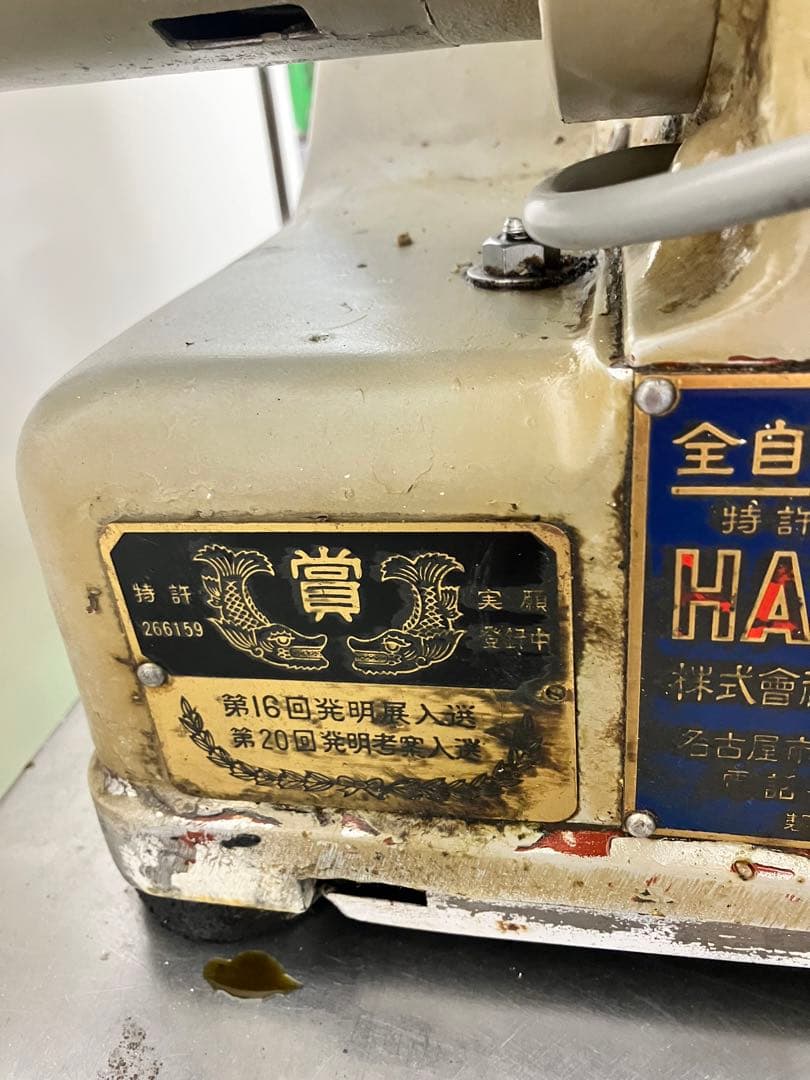 賞
特許
266159
実願
登録中
第16回発明展入選
第20回発明考案入選
全自
特許
HA
株式會
名古屋市